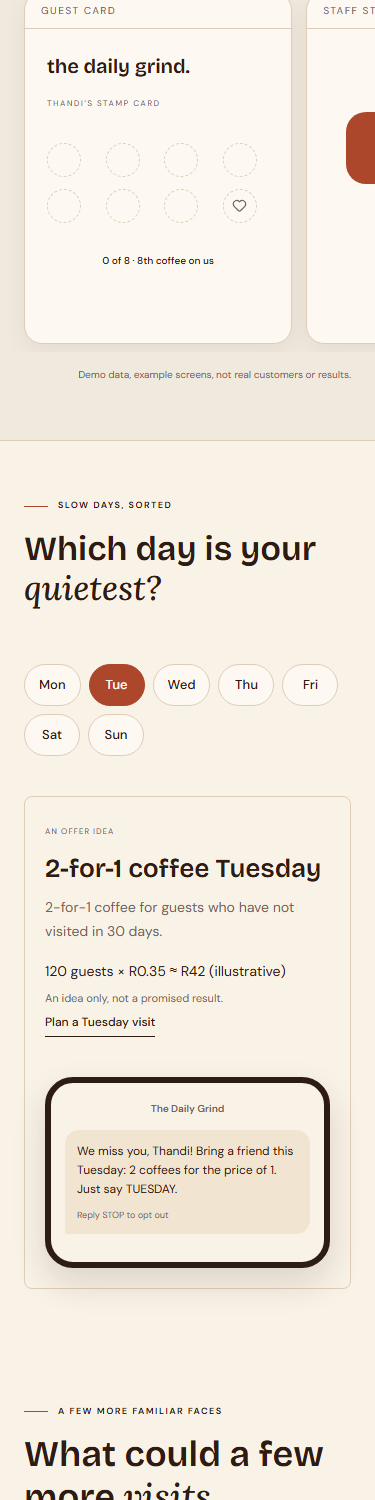 GUEST CARD
STAFF ST
the daily grind.
THANDI'S STAMP CARD
0 of 8 · 8th coffee on us
Demo data, example screens, not real customers or results.
SLOW DAYS, SORTED
Which day is your
quietest?
Mon
Tue
Wed
Thu
Fri
Sat
Sun
AN OFFER IDEA
2-for-1 coffee Tuesday
2-for-1 coffee for guests who have not
visited in 30 days.
120 guests × R0.35 ≈ R42 (illustrative)
An idea only, not a promised result.
Plan a Tuesday visit
The Daily Grind
We miss you, Thandi! Bring a friend this
Tuesday: 2 coffees for the price of 1.
Just say TUESDAY.
Reply STOP to opt out
A FEW MORE FAMILIAR FACES
What could a few
more visits